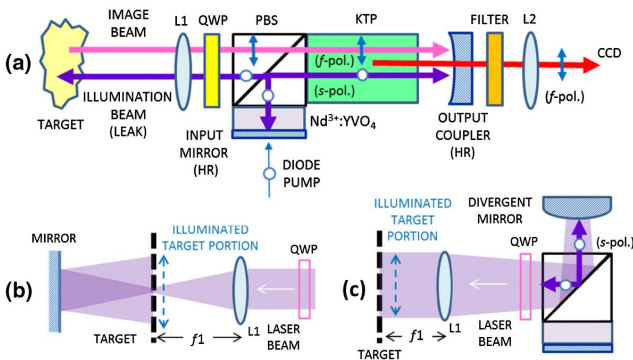 IMAGE
BEAM
L1
QWP
PBS
KTP
FILTER
L2
(a)
(f-pol.)
(s-pol.)
CCD
(f-pol.)
TARGET
ILLUMINATION
BEAM
(LEAK)
INPUT
MIRROR
(HR)
Nd3+:YVO4
DIODE
PUMP
OUTPUT
COUPLER
(HR)
MIRROR
ILLUMINATED
TARGET PORTION
QWP
(b)
TARGET
f1
L1
LASER
BEAM
ILLUMINATED
TARGET
PORTION
DIVERGENT
MIRROR
QWP
(s-pol.)
(c)
f1
L1
LASER
BEAM
TARGET